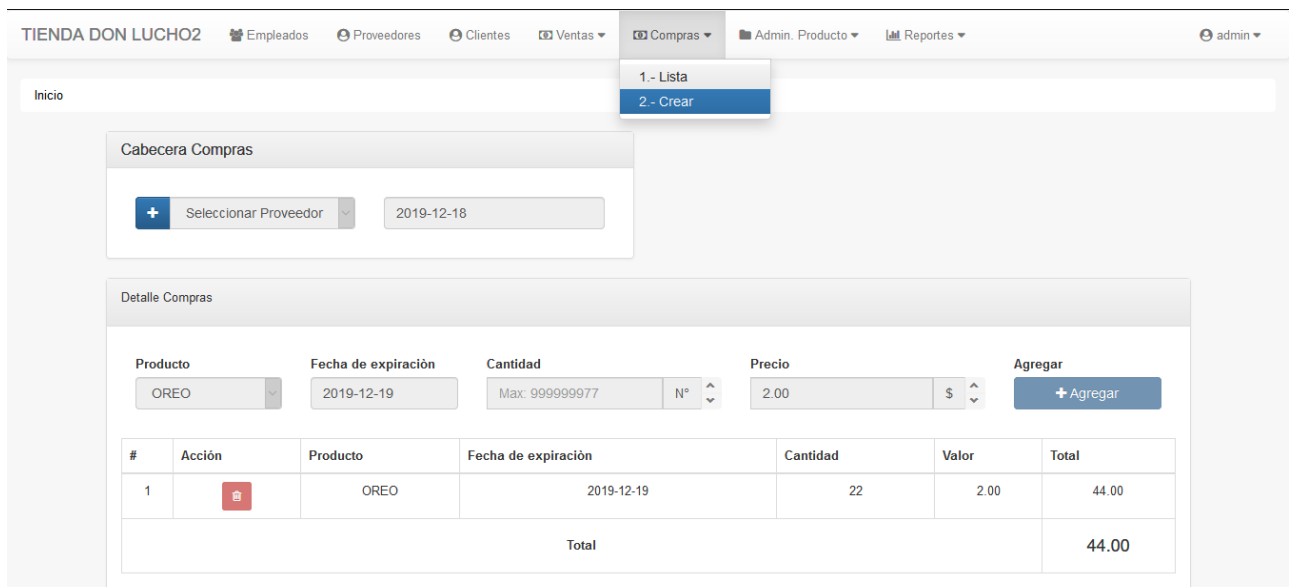 TIENDA DON LUCHO2 Empleados Proveedores Clientes Ventas Compras Admin. Producto Reportes admin
1.- Lista
2.- Crear
Inicio
Cabecera Compras
Seleccionar Proveedor 2019-12-18
Detalle Compras
Producto Fecha de expiraciòn Cantidad Precio Agregar
OREO 2019-12-19 Max: 999999977 N° 2.00 $ Agregar
# Acción Producto Fecha de expiraciòn Cantidad Valor Total
1 OREO 2019-12-19 22 2.00 44.00
Total 44.00